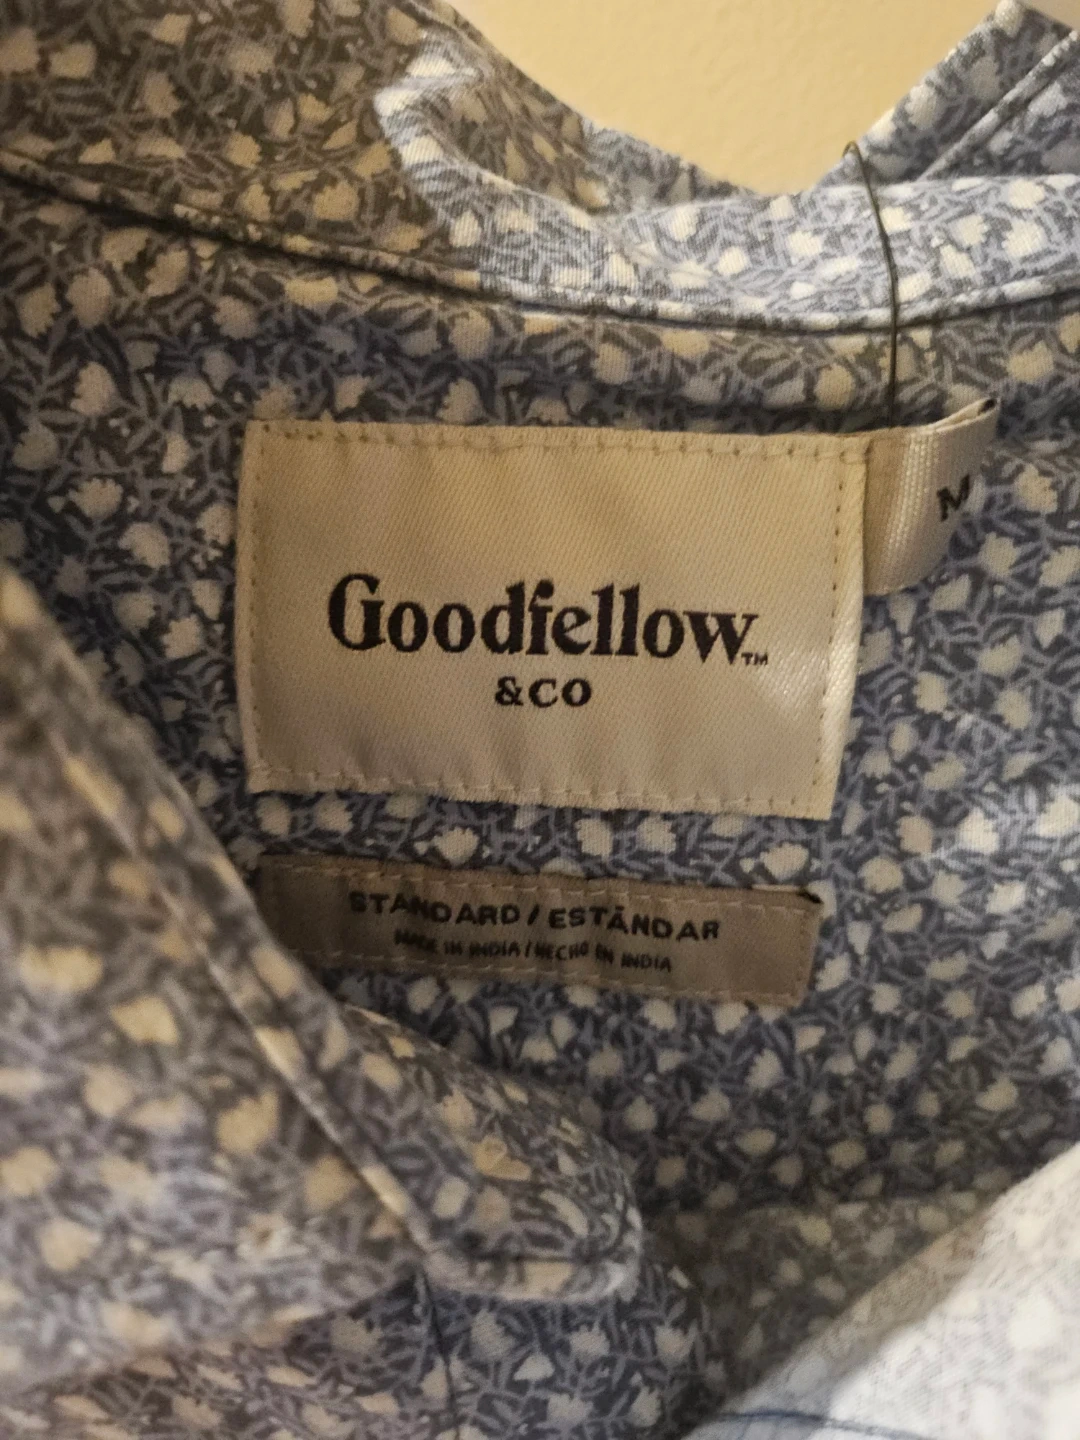 Goodfellow™
&CO
M
STANDARD / ESTÁNDAR
MADE IN INDIA / HECHO EN INDIA